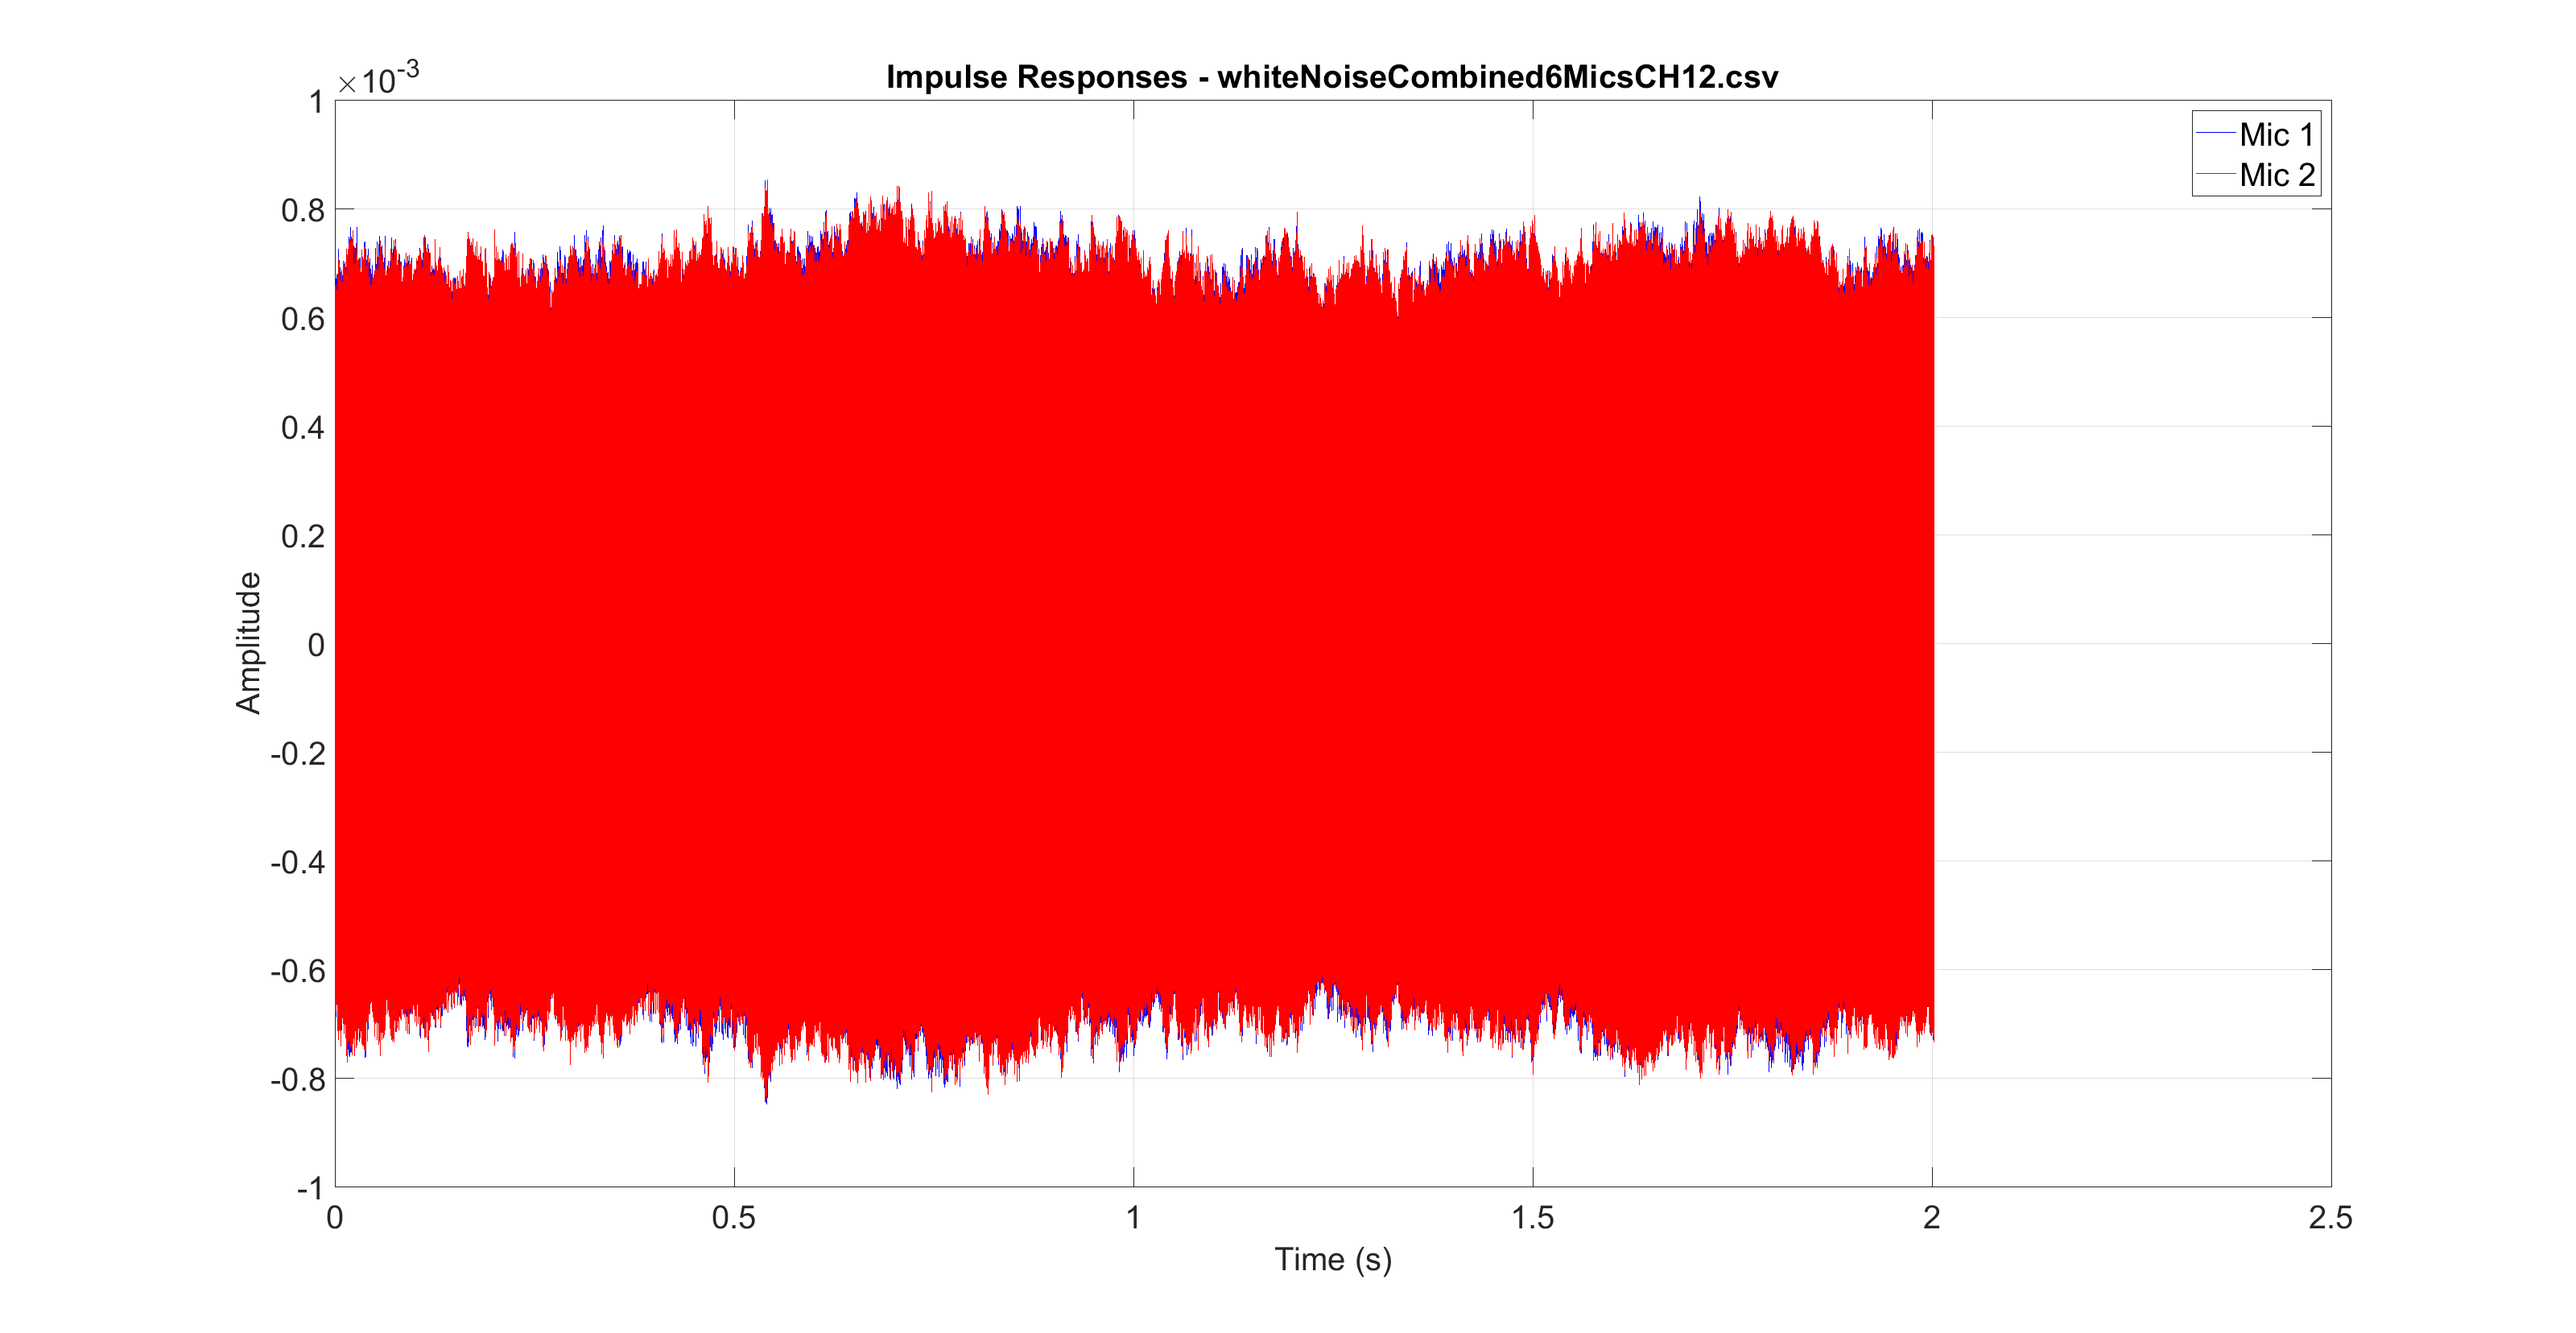 Impulse Responses - whiteNoiseCombined6MicsCH12.csv
×10-3
1
0.8
0.6
0.4
0.2
0
-0.2
-0.4
-0.6
-0.8
-1
Amplitude
Mic 1
Mic 2
0 0.5 1 1.5 2 2.5
Time (s)